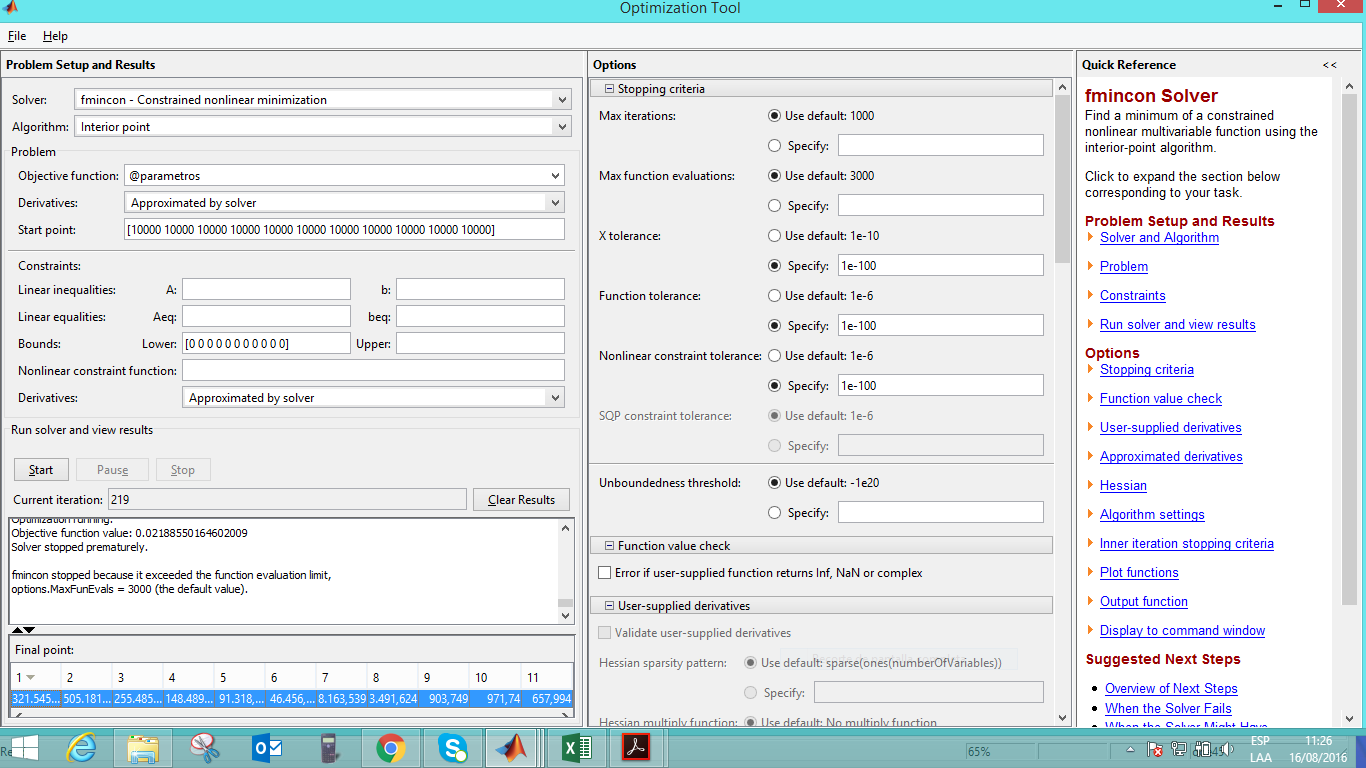 Optimization Tool
File Help
Problem Setup and Results
Solver: fmincon - Constrained nonlinear minimization
Algorithm: Interior point
Problem
Objective function: @parametros
Derivatives: Approximated by solver
Start point: [10000 10000 10000 10000 10000 10000 10000 10000 10000 10000 10000]
Constraints:
Linear inequalities: A: b:
Linear equalities: Aeq: beq:
Bounds: Lower: [0 0 0 0 0 0 0 0 0 0 0] Upper:
Nonlinear constraint function:
Derivatives: Approximated by solver
Run solver and view results
Start Pause Stop
Current iteration: 219 Clear Results
Optimization running.
Objective function value: 0.02188550164602009
Solver stopped prematurely.
fmincon stopped because it exceeded the function evaluation limit,
options.MaxFunEvals = 3000 (the default value).
Final point:
1 2 3 4 5 6 7 8 9 10 11
321.545... 505.181... 255.485... 148.489... 91.318,... 46.456,... 8.163,539 3.491,624 903,749 971,74 657,994
Options
Stopping criteria
Max iterations: Use default: 1000
Specify:
Max function evaluations: Use default: 3000
Specify:
X tolerance: Use default: 1e-10
Specify: 1e-100
Function tolerance: Use default: 1e-6
Specify: 1e-100
Nonlinear constraint tolerance: Use default: 1e-6
Specify: 1e-100
SQP constraint tolerance: Use default: 1e-6
Specify:
Unboundedness threshold: Use default: -1e20
Specify:
Function value check
Error if user-supplied function returns Inf, NaN or complex
User-supplied derivatives
Validate user-supplied derivatives
Hessian sparsity pattern: Use default: sparse(ones(numberOfVariables))
Specify:
Hessian multiply function: Use default: No multiply function
Quick Reference <<
fmincon Solver
Find a minimum of a constrained
nonlinear multivariable function using the
interior-point algorithm.
Click to expand the section below
corresponding to your task.
Problem Setup and Results
Solver and Algorithm
Problem
Constraints
Run solver and view results
Options
Stopping criteria
Function value check
User-supplied derivatives
Approximated derivatives
Hessian
Algorithm settings
Inner iteration stopping criteria
Plot functions
Output function
Display to command window
Suggested Next Steps
Overview of Next Steps
When the Solver Fails
When the Solver Might Have
65%
ESP
LAA
11:26
16/08/2016